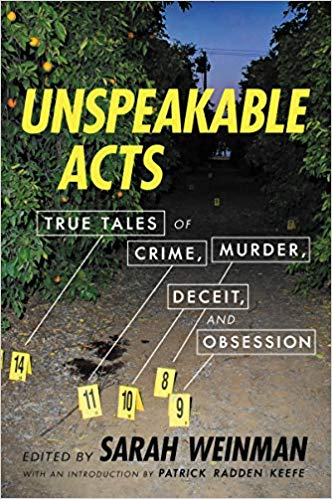 UNSPEAKABLE
ACTS
TRUE TALES OF
CRIME, MURDER,
DECEIT,
AND
OBSESSION
14
11
10
8
9
EDITED BY SARAH WEINMAN
WITH AN INTRODUCTION BY PATRICK RADDEN KEEFE